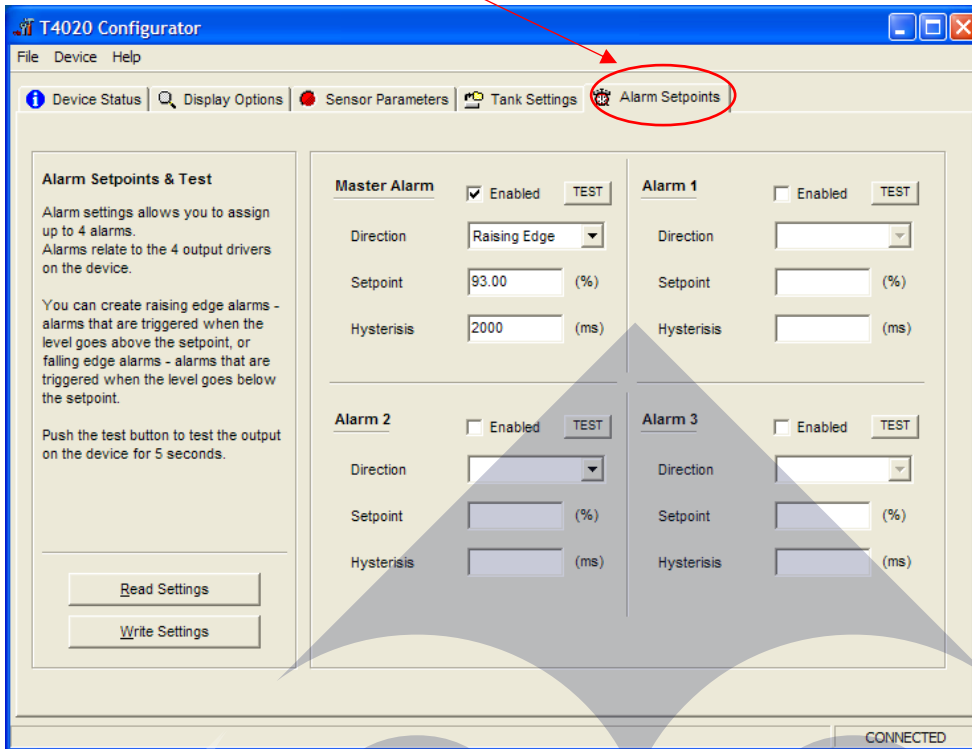 T4020 Configurator
File Device Help
Device Status Display Options Sensor Parameters Tank Settings Alarm Setpoints
Alarm Setpoints & Test
Alarm settings allows you to assign
up to 4 alarms.
Alarms relate to the 4 output drivers
on the device.
You can create raising edge alarms -
alarms that are triggered when the
level goes above the setpoint, or
falling edge alarms - alarms that are
triggered when the level goes below
the setpoint.
Push the test button to test the output
on the device for 5 seconds.
Read Settings
Write Settings
Master Alarm Enabled TEST
Direction Raising Edge
Setpoint 93.00 (%)
Hysterisis 2000 (ms)
Alarm 1 Enabled TEST
Direction
Setpoint (%)
Hysterisis (ms)
Alarm 2 Enabled TEST
Direction
Setpoint (%)
Hysterisis (ms)
Alarm 3 Enabled TEST
Direction
Setpoint (%)
Hysterisis (ms)
CONNECTED